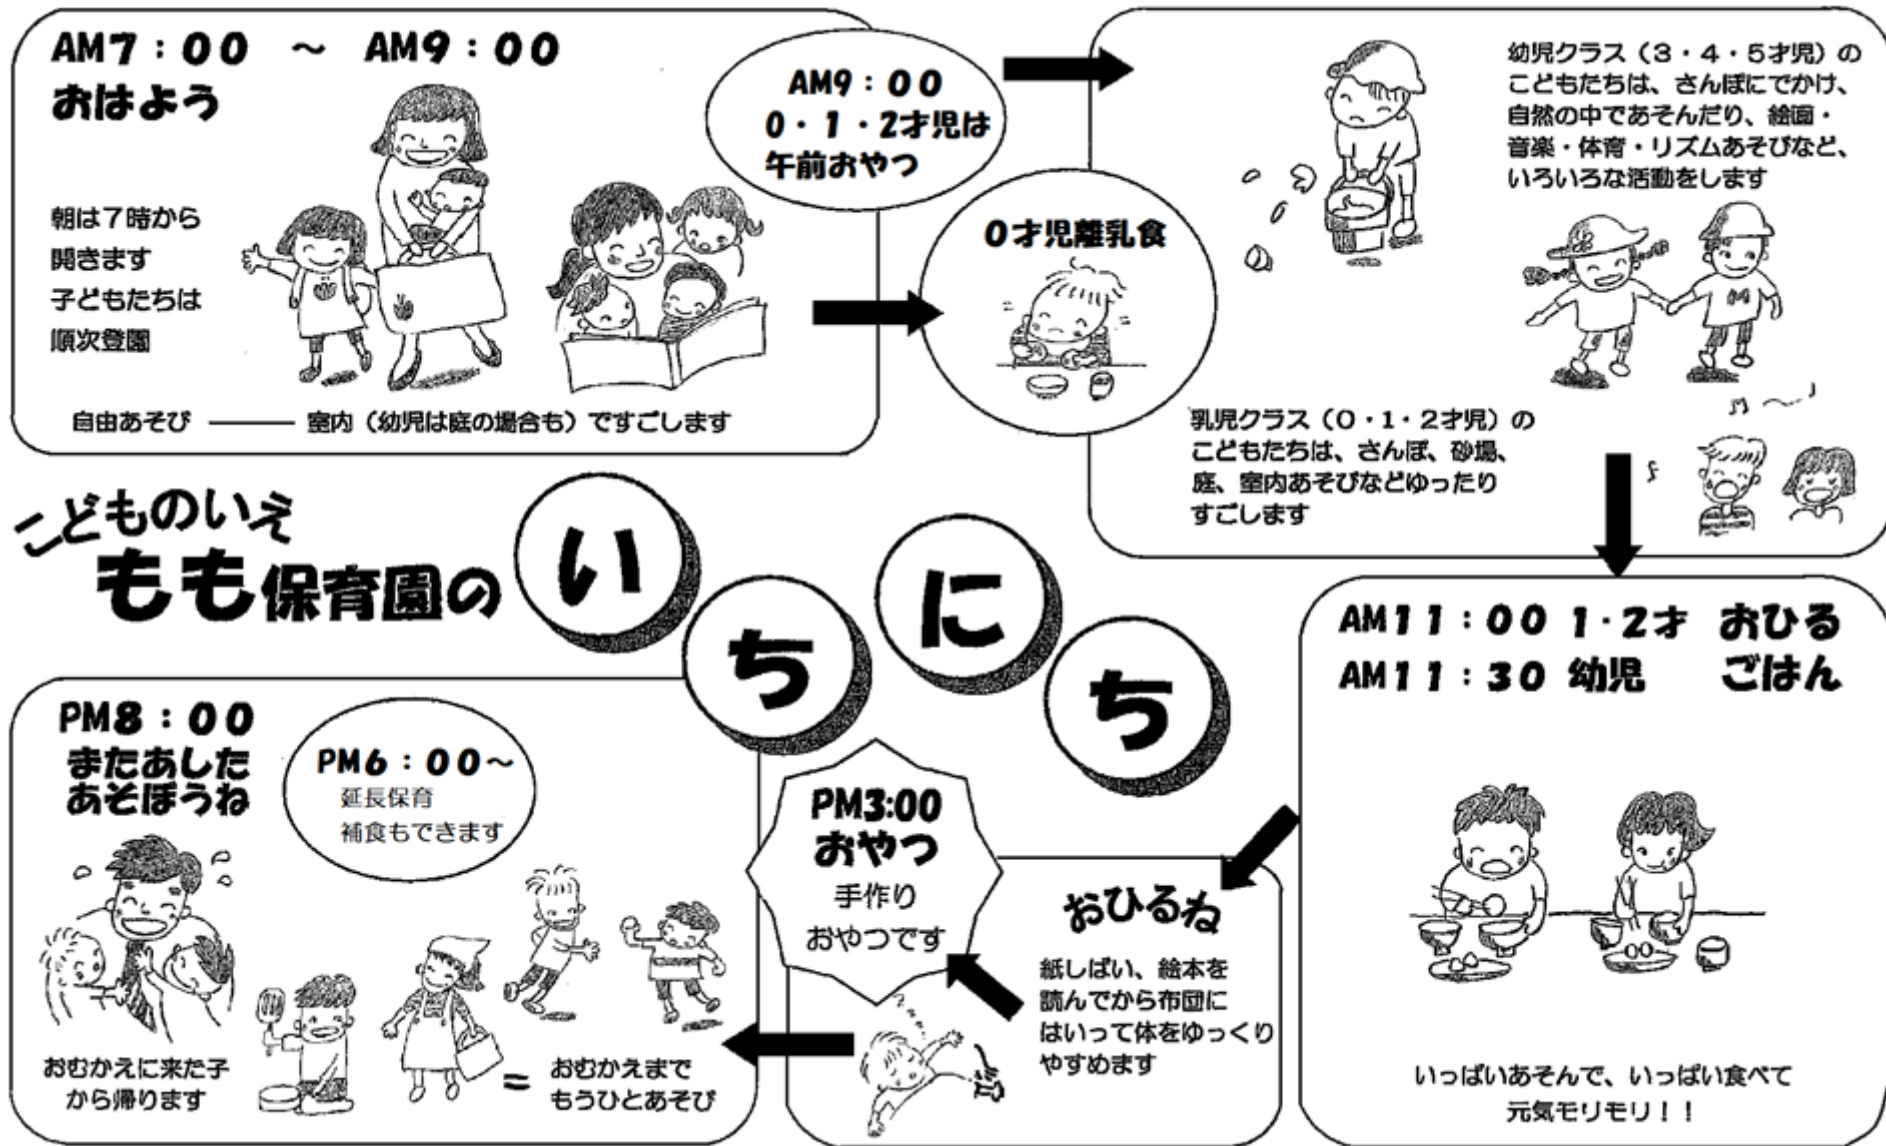 AM7：00 ～ AM9：00
おはよう
朝は7時から
開きます
子どもたちは
順次登園
自由あそび ―― 室内（幼児は庭の場合も）ですごします
AM9：00
0・1・2才児は
午前おやつ
0才児離乳食
幼児クラス（3・4・5才児）の
こどもたちは、さんぽにでかけ、
自然の中であそんだり、絵画・
音楽・体育・リズムあそびなど、
いろいろな活動をします
乳児クラス（0・1・2才児）の
こどもたちは、さんぽ、砂場、
庭、室内あそびなどゆったり
すごします
こどものいえ
もも保育園の
いちにち
AM11：00 1・2才 おひる
AM11：30 幼児 ごはん
いっぱいあそんで、いっぱい食べて
元気モリモリ！！
おひるね
紙しばい、絵本を
読んでから布団に
はいって体をゆっくり
やすめます
PM3:00
おやつ
手作り
おやつです
PM6：00～
延長保育
補食もできます
PM8：00
またあした
あそぼうね
おむかえに来た子
から帰ります
= おむかえまで
もうひとあそび